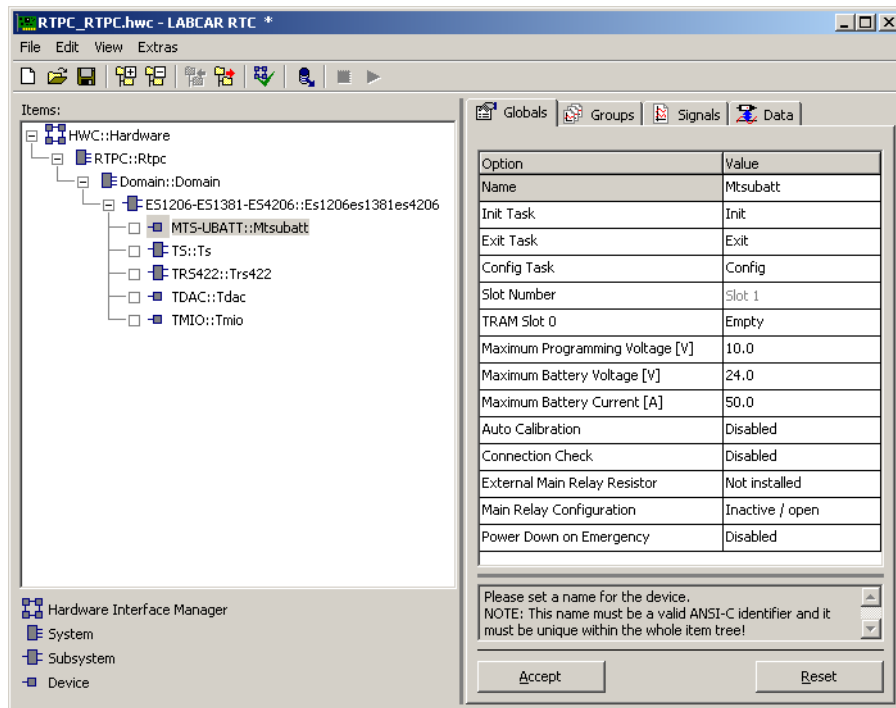 RTPC_RTPC.hwc - LABCAR RTC *
File Edit View Extras
Items:
HWC::Hardware
RTPC::Rtpc
Domain::Domain
ES1206-ES1381-ES4206::Es1206es1381es4206
MTS-UBATT::Mtsubatt
TS::Ts
TRS422::Trs422
TDAC::Tdac
TMIO::Tmio
Hardware Interface Manager
System
Subsystem
Device
Globals Groups Signals Data
Option Value
Name Mtsubatt
Init Task Init
Exit Task Exit
Config Task Config
Slot Number Slot 1
TRAM Slot 0 Empty
Maximum Programming Voltage [V] 10.0
Maximum Battery Voltage [V] 24.0
Maximum Battery Current [A] 50.0
Auto Calibration Disabled
Connection Check Disabled
External Main Relay Resistor Not installed
Main Relay Configuration Inactive / open
Power Down on Emergency Disabled
Please set a name for the device.
NOTE: This name must be a valid ANSI-C identifier and it
must be unique within the whole item tree!
Accept Reset